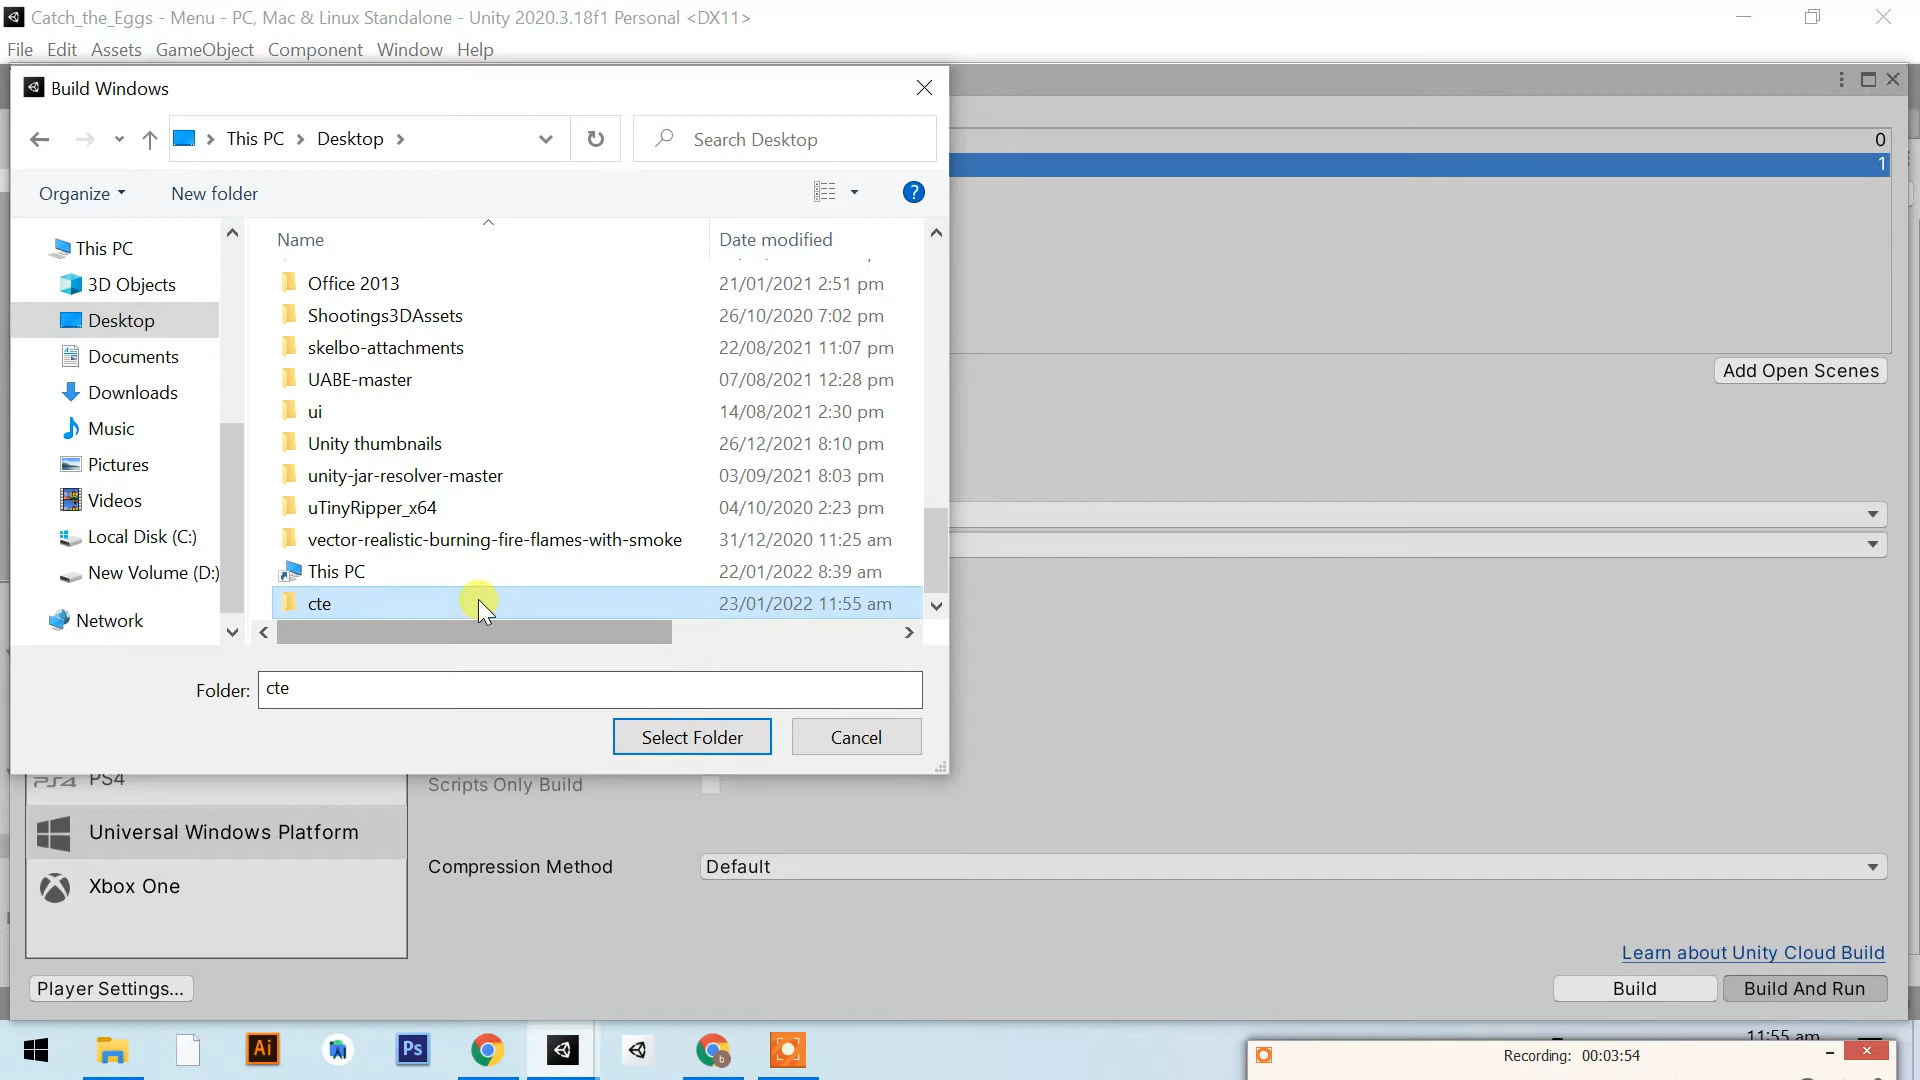 Catch_the_Eggs - Menu - PC, Mac & Linux Standalone - Unity 2020.3.18f1 Personal <DX11>
File Edit Assets GameObject Component Window Help
Build Windows
This PC Desktop
Search Desktop
Organize New folder
Name Date modified
This PC
3D Objects
Desktop
Documents
Downloads
Music
Pictures
Videos
Local Disk (C:)
New Volume (D:)
Network
Office 2013 21/01/2021 2:51 pm
Shootings3DAssets 26/10/2020 7:02 pm
skelbo-attachments 22/08/2021 11:07 pm
UABE-master 07/08/2021 12:28 pm
ui 14/08/2021 2:30 pm
Unity thumbnails 26/12/2021 8:10 pm
unity-jar-resolver-master 03/09/2021 8:03 pm
uTinyRipper_x64 04/10/2020 2:23 pm
vector-realistic-burning-fire-flames-with-smoke 31/12/2020 11:25 am
This PC 22/01/2022 8:39 am
cte 23/01/2022 11:55 am
Folder: cte
Select Folder Cancel
0
1
Add Open Scenes
PS4
Universal Windows Platform
Xbox One
Scripts Only Build
Compression Method Default
Learn about Unity Cloud Build
Player Settings...
Build Build And Run
Ai
Ps
b
11:55 am
Recording: 00:03:54